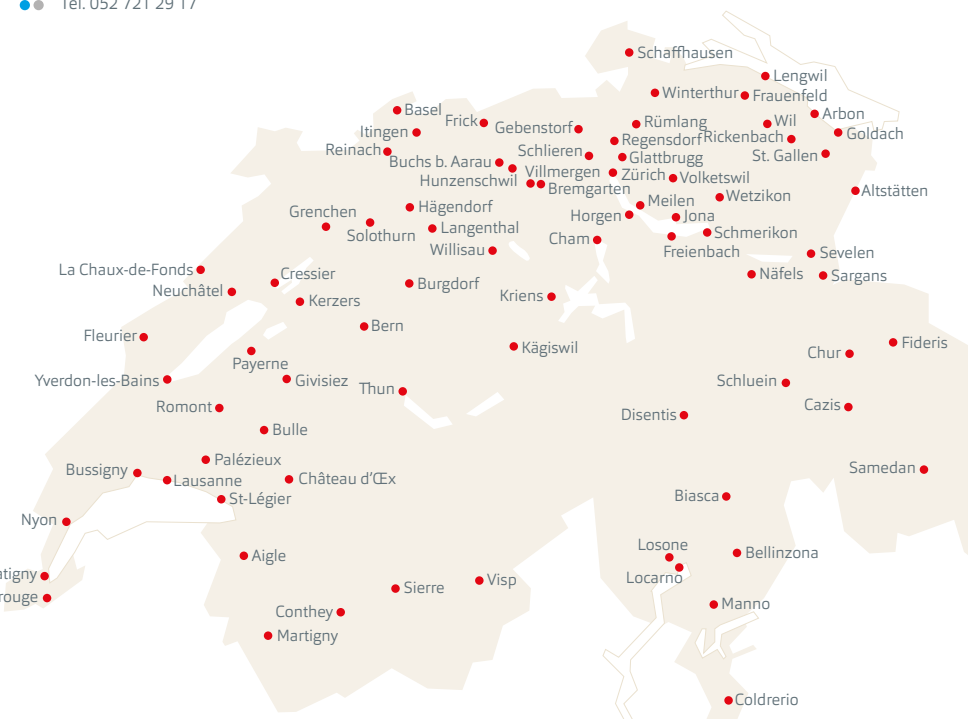 Tel. 052 721 29 17
Schaffhausen
Lengwil
Winterthur
Frauenfeld
Basel
Arbon
Itingen
Frick
Gebenstorf
Rümlang
Wil
Goldach
Reinach
Regensdorf
Rickenbach
Buchs b. Aarau
Schlieren
Glattbrugg
St. Gallen
Hunzenschwil
Villmergen
Zürich
Volketswil
Bremgarten
Altstätten
Wetzikon
Grenchen
Hägendorf
Meilen
Horgen
Jona
Solothurn
Langenthal
Cham
Schmerikon
Willisau
Freienbach
Sevelen
La Chaux-de-Fonds
Cressier
Näfels
Sargans
Neuchâtel
Burgdorf
Kerzers
Kriens
Bern
Fleurier
Kägiswil
Fideris
Chur
Payerne
Yverdon-les-Bains
Givisiez
Thun
Schluein
Romont
Disentis
Cazis
Bulle
Bussigny
Palézieux
Samedan
Lausanne
Château d'Œx
St-Légier
Biasca
Nyon
Losone
Bellinzona
Aigle
Locarno
atigny
Visp
rouge
Sierre
Manno
Conthey
Martigny
Coldrerio